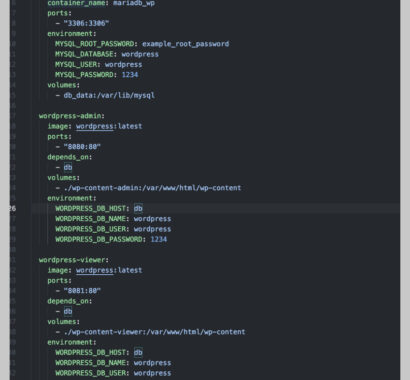 container_name: mariadb_wp
ports:
- "3306:3306"
environment:
MYSQL_ROOT_PASSWORD: example_root_password
MYSQL_DATABASE: wordpress
MYSQL_USER: wordpress
MYSQL_PASSWORD: 1234
volumes:
- db_data:/var/lib/mysql
wordpress-admin:
image: wordpress:latest
ports:
- "8080:80"
depends_on:
- db
volumes:
- ./wp-content-admin:/var/www/html/wp-content
environment:
26 WORDPRESS_DB_HOST: db
WORDPRESS_DB_NAME: wordpress
WORDPRESS_DB_USER: wordpress
WORDPRESS_DB_PASSWORD: 1234
wordpress-viewer:
image: wordpress:latest
ports:
- "8081:80"
depends_on:
- db
volumes:
- ./wp-content-viewer:/var/www/html/wp-content
environment:
WORDPRESS_DB_HOST: db
WORDPRESS_DB_NAME: wordpress
WORDPRESS_DB_USER: wordpress